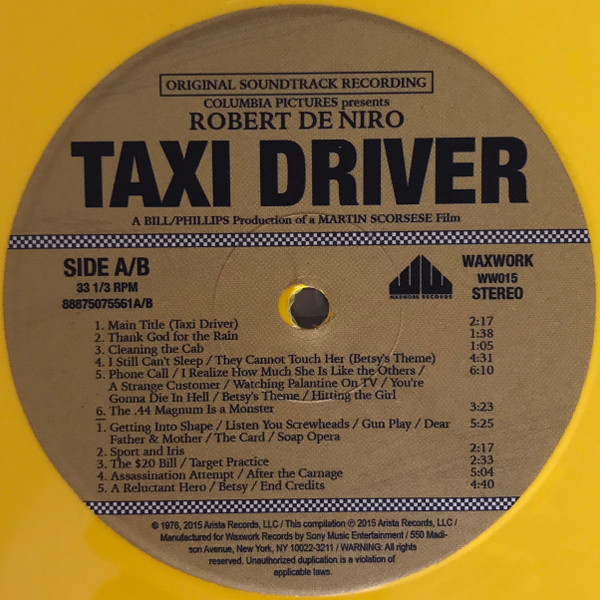 ORIGINAL SOUNDTRACK RECORDING
COLUMBIA PICTURES presents
ROBERT DE NIRO
TAXI DRIVER
A BILL/PHILLIPS Production of a MARTIN SCORSESE Film
SIDE A/B
33 1/3 RPM
88875075561A/B
WAXWORK RECORDS
WAXWORK
WW015
STEREO
1. Main Title (Taxi Driver) 2:17
2. Thank God for the Rain 1:38
3. Cleaning the Cab 1:05
4. I Still Can't Sleep / They Cannot Touch Her (Betsy's Theme) 4:31
5. Phone Call / I Realize How Much She Is Like the Others / 6:10
A Strange Customer / Watching Palantine On TV / You're
Gonna Die In Hell / Betsy's Theme / Hitting the Girl
6. The .44 Magnum Is a Monster 3:23
1. Getting Into Shape / Listen You Screwheads / Gun Play / Dear 5:25
Father & Mother / The Card / Soap Opera
2. Sport and Iris 2:17
3. The $20 Bill / Target Practice 2:33
4. Assassination Attempt / After the Carnage 5:04
5. A Reluctant Hero / Betsy / End Credits 4:40
© 1976, 2015 Arista Records, LLC / This compilation ℗ 2015 Arista Records, LLC /
Manufactured for Waxwork Records by Sony Music Entertainment / 550 Madi-
son Avenue, New York, NY 10022-3211 / WARNING: All rights
reserved. Unauthorized duplication is a violation of
applicable laws.